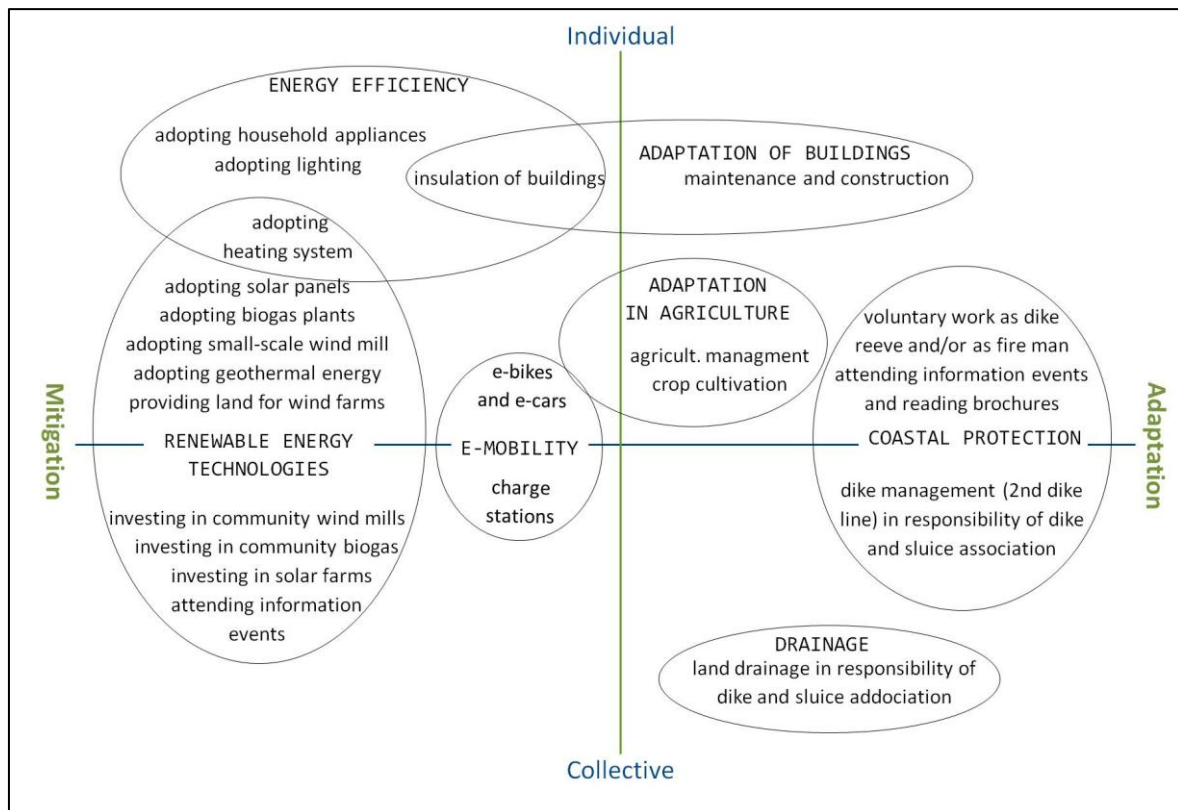 Individual
ENERGY EFFICIENCY
adopting household appliances
adopting lighting
insulation of buildings
ADAPTATION OF BUILDINGS
maintenance and construction
adopting
heating system
adopting solar panels
adopting biogas plants
adopting small-scale wind mill
adopting geothermal energy
providing land for wind farms
RENEWABLE ENERGY
TECHNOLOGIES
investing in community wind mills
investing in community biogas
investing in solar farms
attending information
events
Mitigation
e-bikes
and e-cars
E-MOBILITY
charge
stations
ADAPTATION
IN AGRICULTURE
agricult. managment
crop cultivation
voluntary work as dike
reeve and/or as fire man
attending information events
and reading brochures
COASTAL PROTECTION
dike management (2nd dike
line) in responsibility of dike
and sluice association
Adaptation
DRAINAGE
land drainage in responsibility of
dike and sluice addociation
Collective